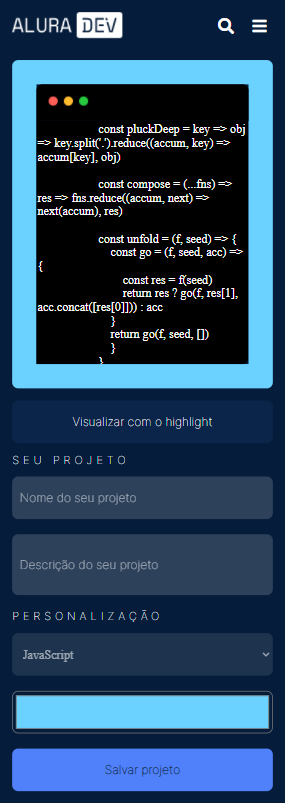 ALURA DEV
const pluckDeep = key => obj
=> key.split('.').reduce((accum, key) =>
accum[key], obj)
const compose = (...fns) =>
res => fns.reduce((accum, next) =>
next(accum), res)
const unfold = (f, seed) => {
const go = (f, seed, acc) =>
{
const res = f(seed)
return res ? go(f, res[1],
acc.concat([res[0]])) : acc
}
return go(f, seed, [])
}
}
Visualizar com o highlight
SEU PROJETO
Nome do seu projeto
Descrição do seu projeto
PERSONALIZAÇÃO
JavaScript
Salvar projeto